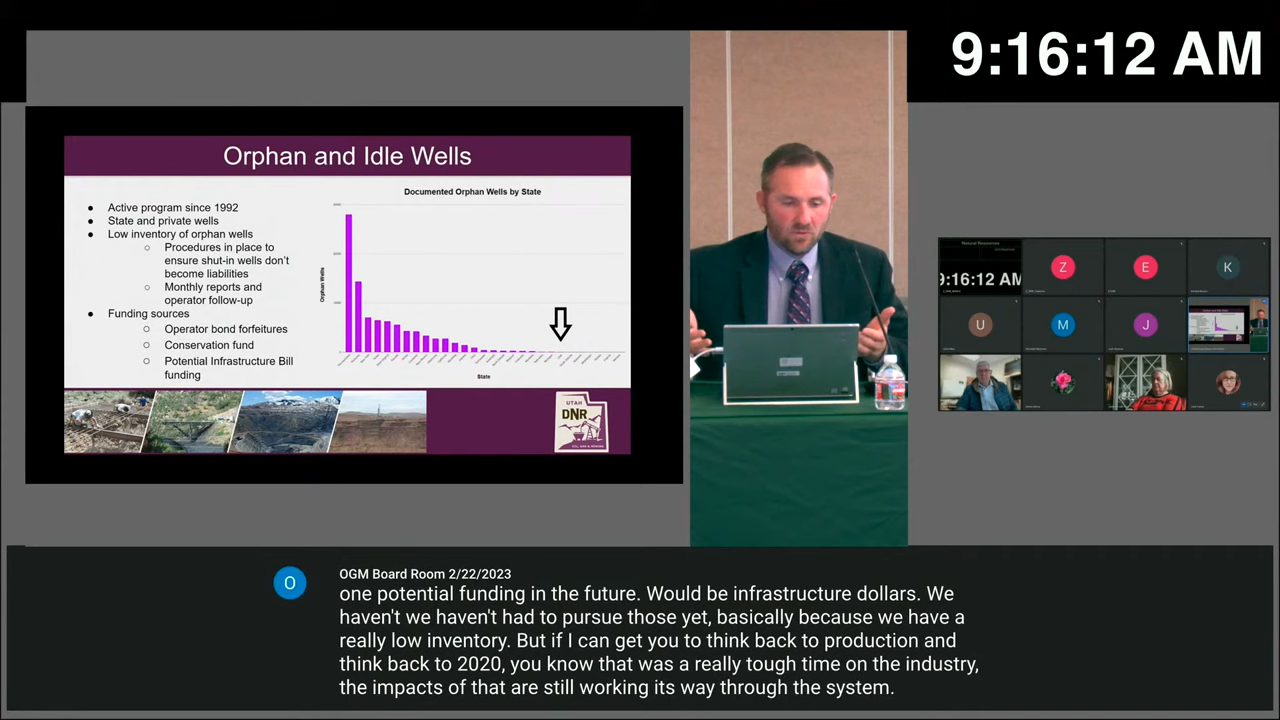 9:16:12 AM
Orphan and Idle Wells
Documented Orphan Wells by State
● Active program since 1992
● State and private wells
● Low inventory of orphan wells
○ Procedures in place to
ensure shut-in wells don't
become liabilities
○ Monthly reports and
operator follow-up
● Funding sources
○ Operator bond forfeitures
○ Conservation fund
○ Potential Infrastructure Bill
funding
Orphan Wells
State
UTAH
DNR
OIL, GAS & MINING
9:16:12 AM
Z
E
K
U
M
J
O
OGM Board Room 2/22/2023
one potential funding in the future. Would be infrastructure dollars. We
haven't we haven't had to pursue those yet, basically because we have a
really low inventory. But if I can get you to think back to production and
think back to 2020, you know that was a really tough time on the industry,
the impacts of that are still working its way through the system.